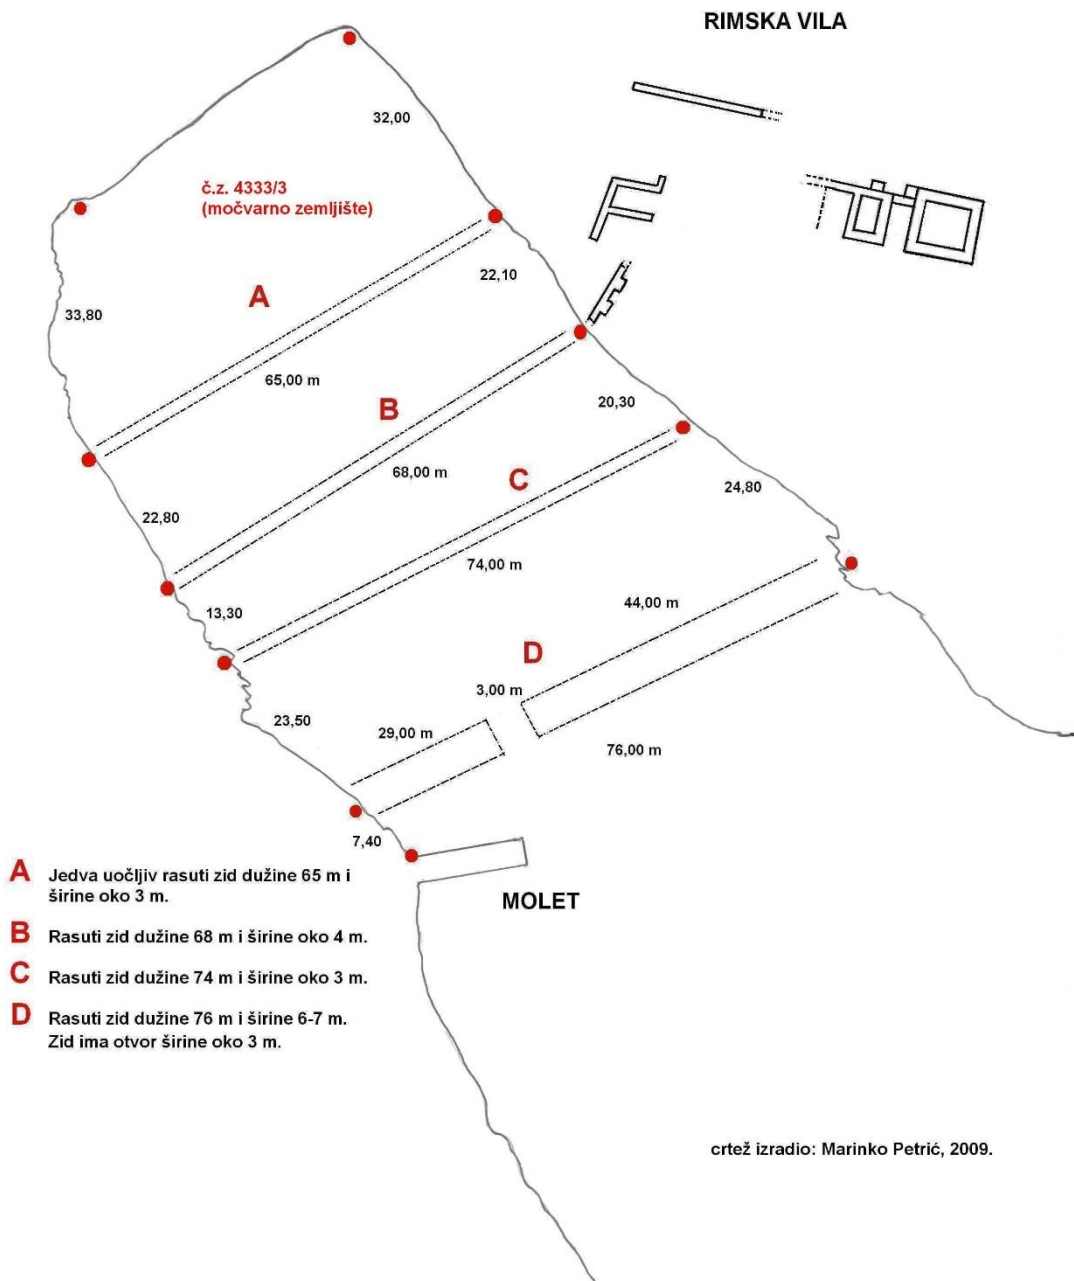 RIMSKA VILA
32,00
č.z. 4333/3
(močvarno zemljište)
22,10
A
33,80
65,00 m
B
20,30
68,00 m
C
24,80
22,80
74,00 m
13,30
44,00 m
D
3,00 m
23,50
29,00 m
76,00 m
7,40
MOLET
A Jedva uočljiv rasuti zid dužine 65 m i
širine oko 3 m.
B Rasuti zid dužine 68 m i širine oko 4 m.
C Rasuti zid dužine 74 m i širine oko 3 m.
D Rasuti zid dužine 76 m i širine 6-7 m.
Zid ima otvor širine oko 3 m.
crtež izradio: Marinko Petrić, 2009.